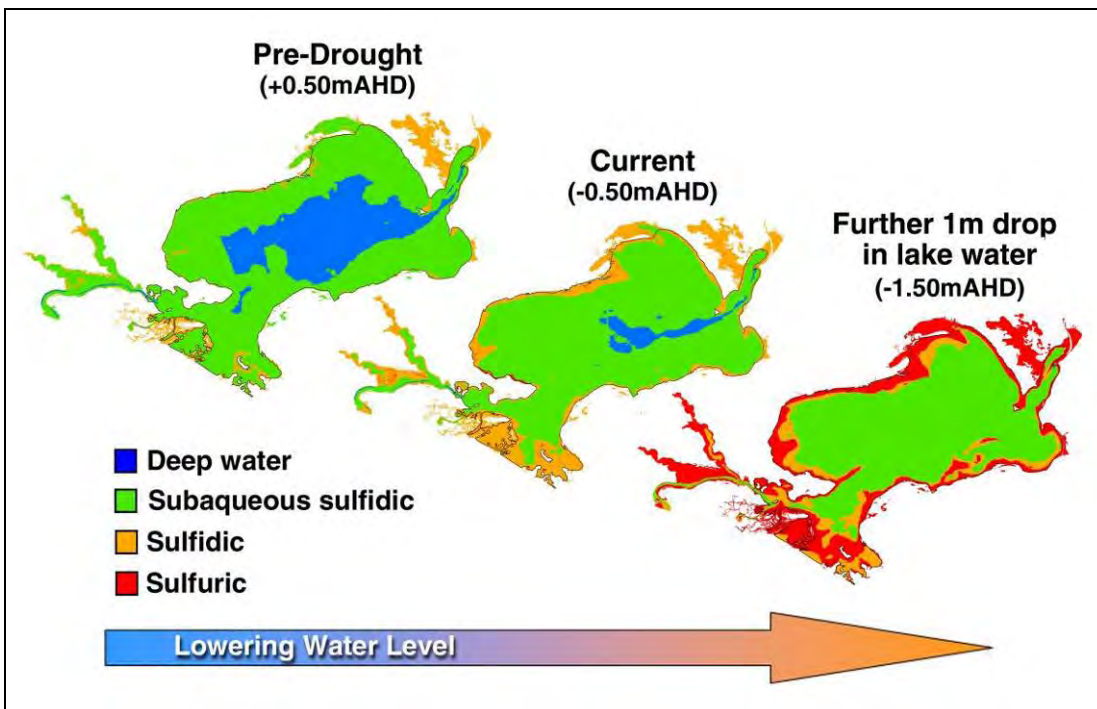 Pre-Drought
(+0.50mAHD)
Current
(-0.50mAHD)
Further 1m drop
in lake water
(-1.50mAHD)
Deep water
Subaqueous sulfidic
Sulfidic
Sulfuric
Lowering Water Level